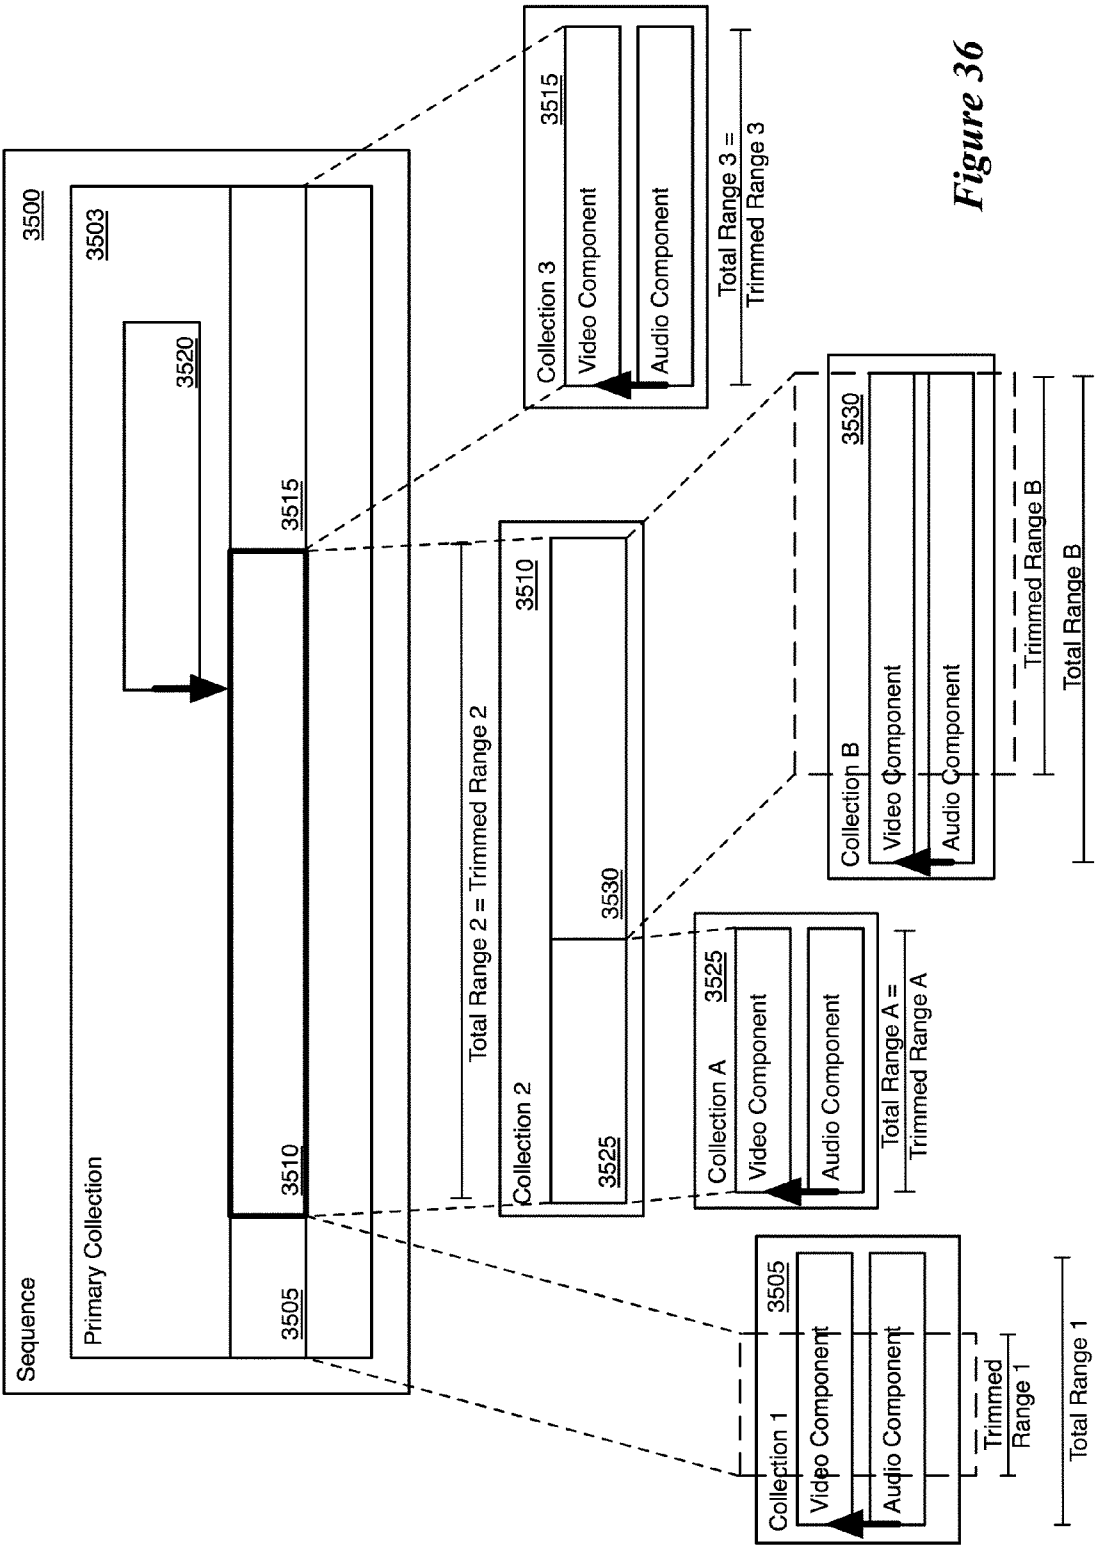 Sequence
3500
Primary Collection
3503
3520
3505
3510
3515
Total Range 2 = Trimmed Range 2
Collection 2
3510
3525
3530
Collection 3
3515
Video Component
Audio Component
Total Range 3 =
Trimmed Range 3
Collection 1
3505
Video Component
Audio Component
Trimmed
Range 1
Total Range 1
Collection A
3525
Video Component
Audio Component
Total Range A =
Trimmed Range A
Collection B
3530
Video Component
Audio Component
Trimmed Range B
Total Range B
Figure 36